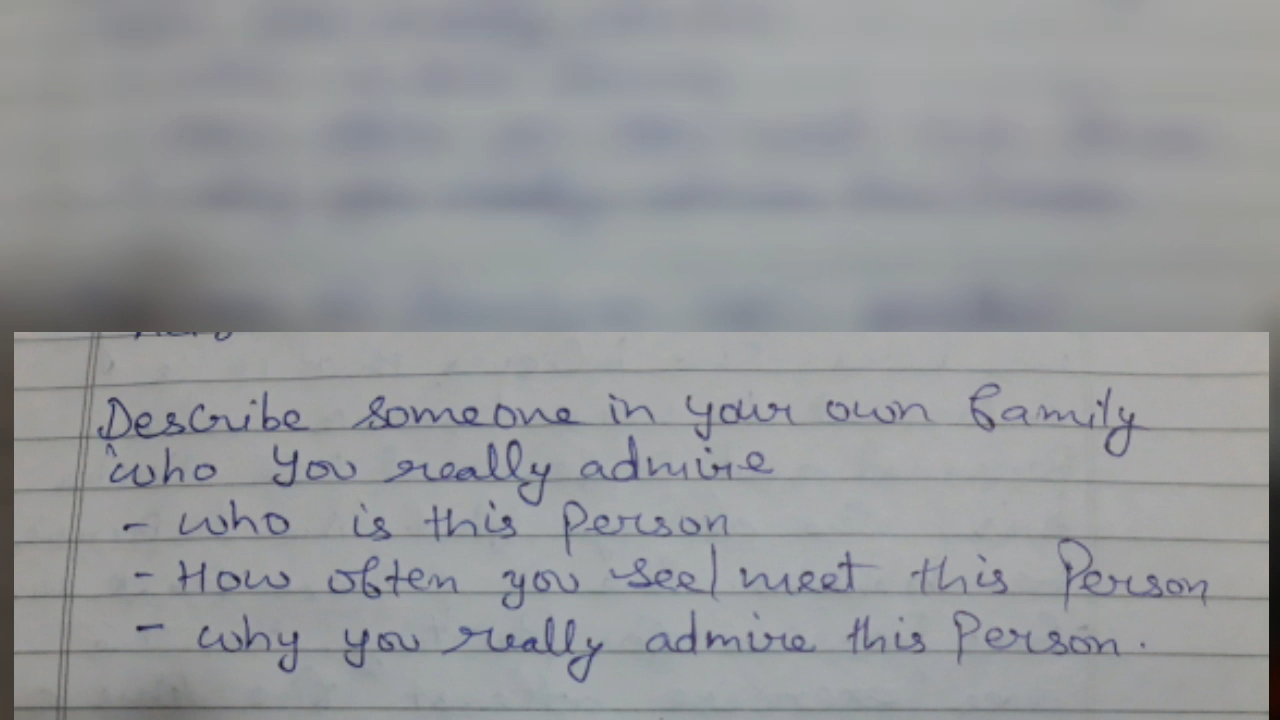 Describe someone in your own family
who you really admire
- who is this person
- How often you see/meet this Person
- why you really admire this Person.